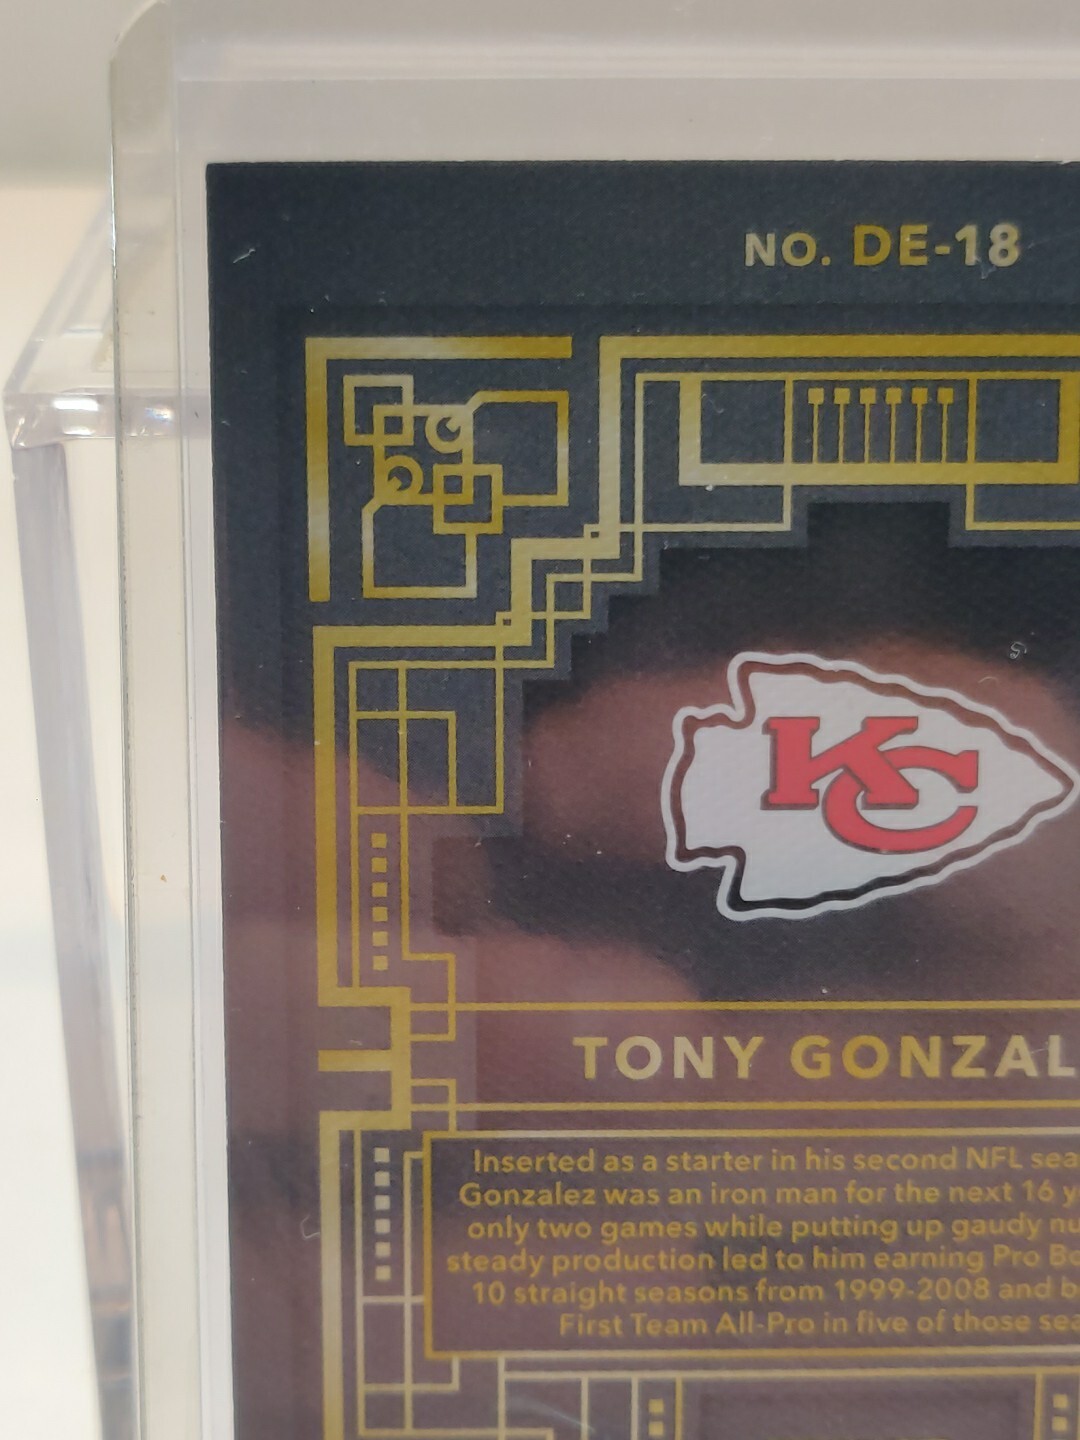 NO. DE-18
KC
TONY GONZAL
Inserted as a starter in his second NFL sea
Gonzalez was an iron man for the next 16 y
only two games while putting up gaudy nu
steady production led to him earning Pro Bo
10 straight seasons from 1999-2008 and b
First Team All-Pro in five of those sea